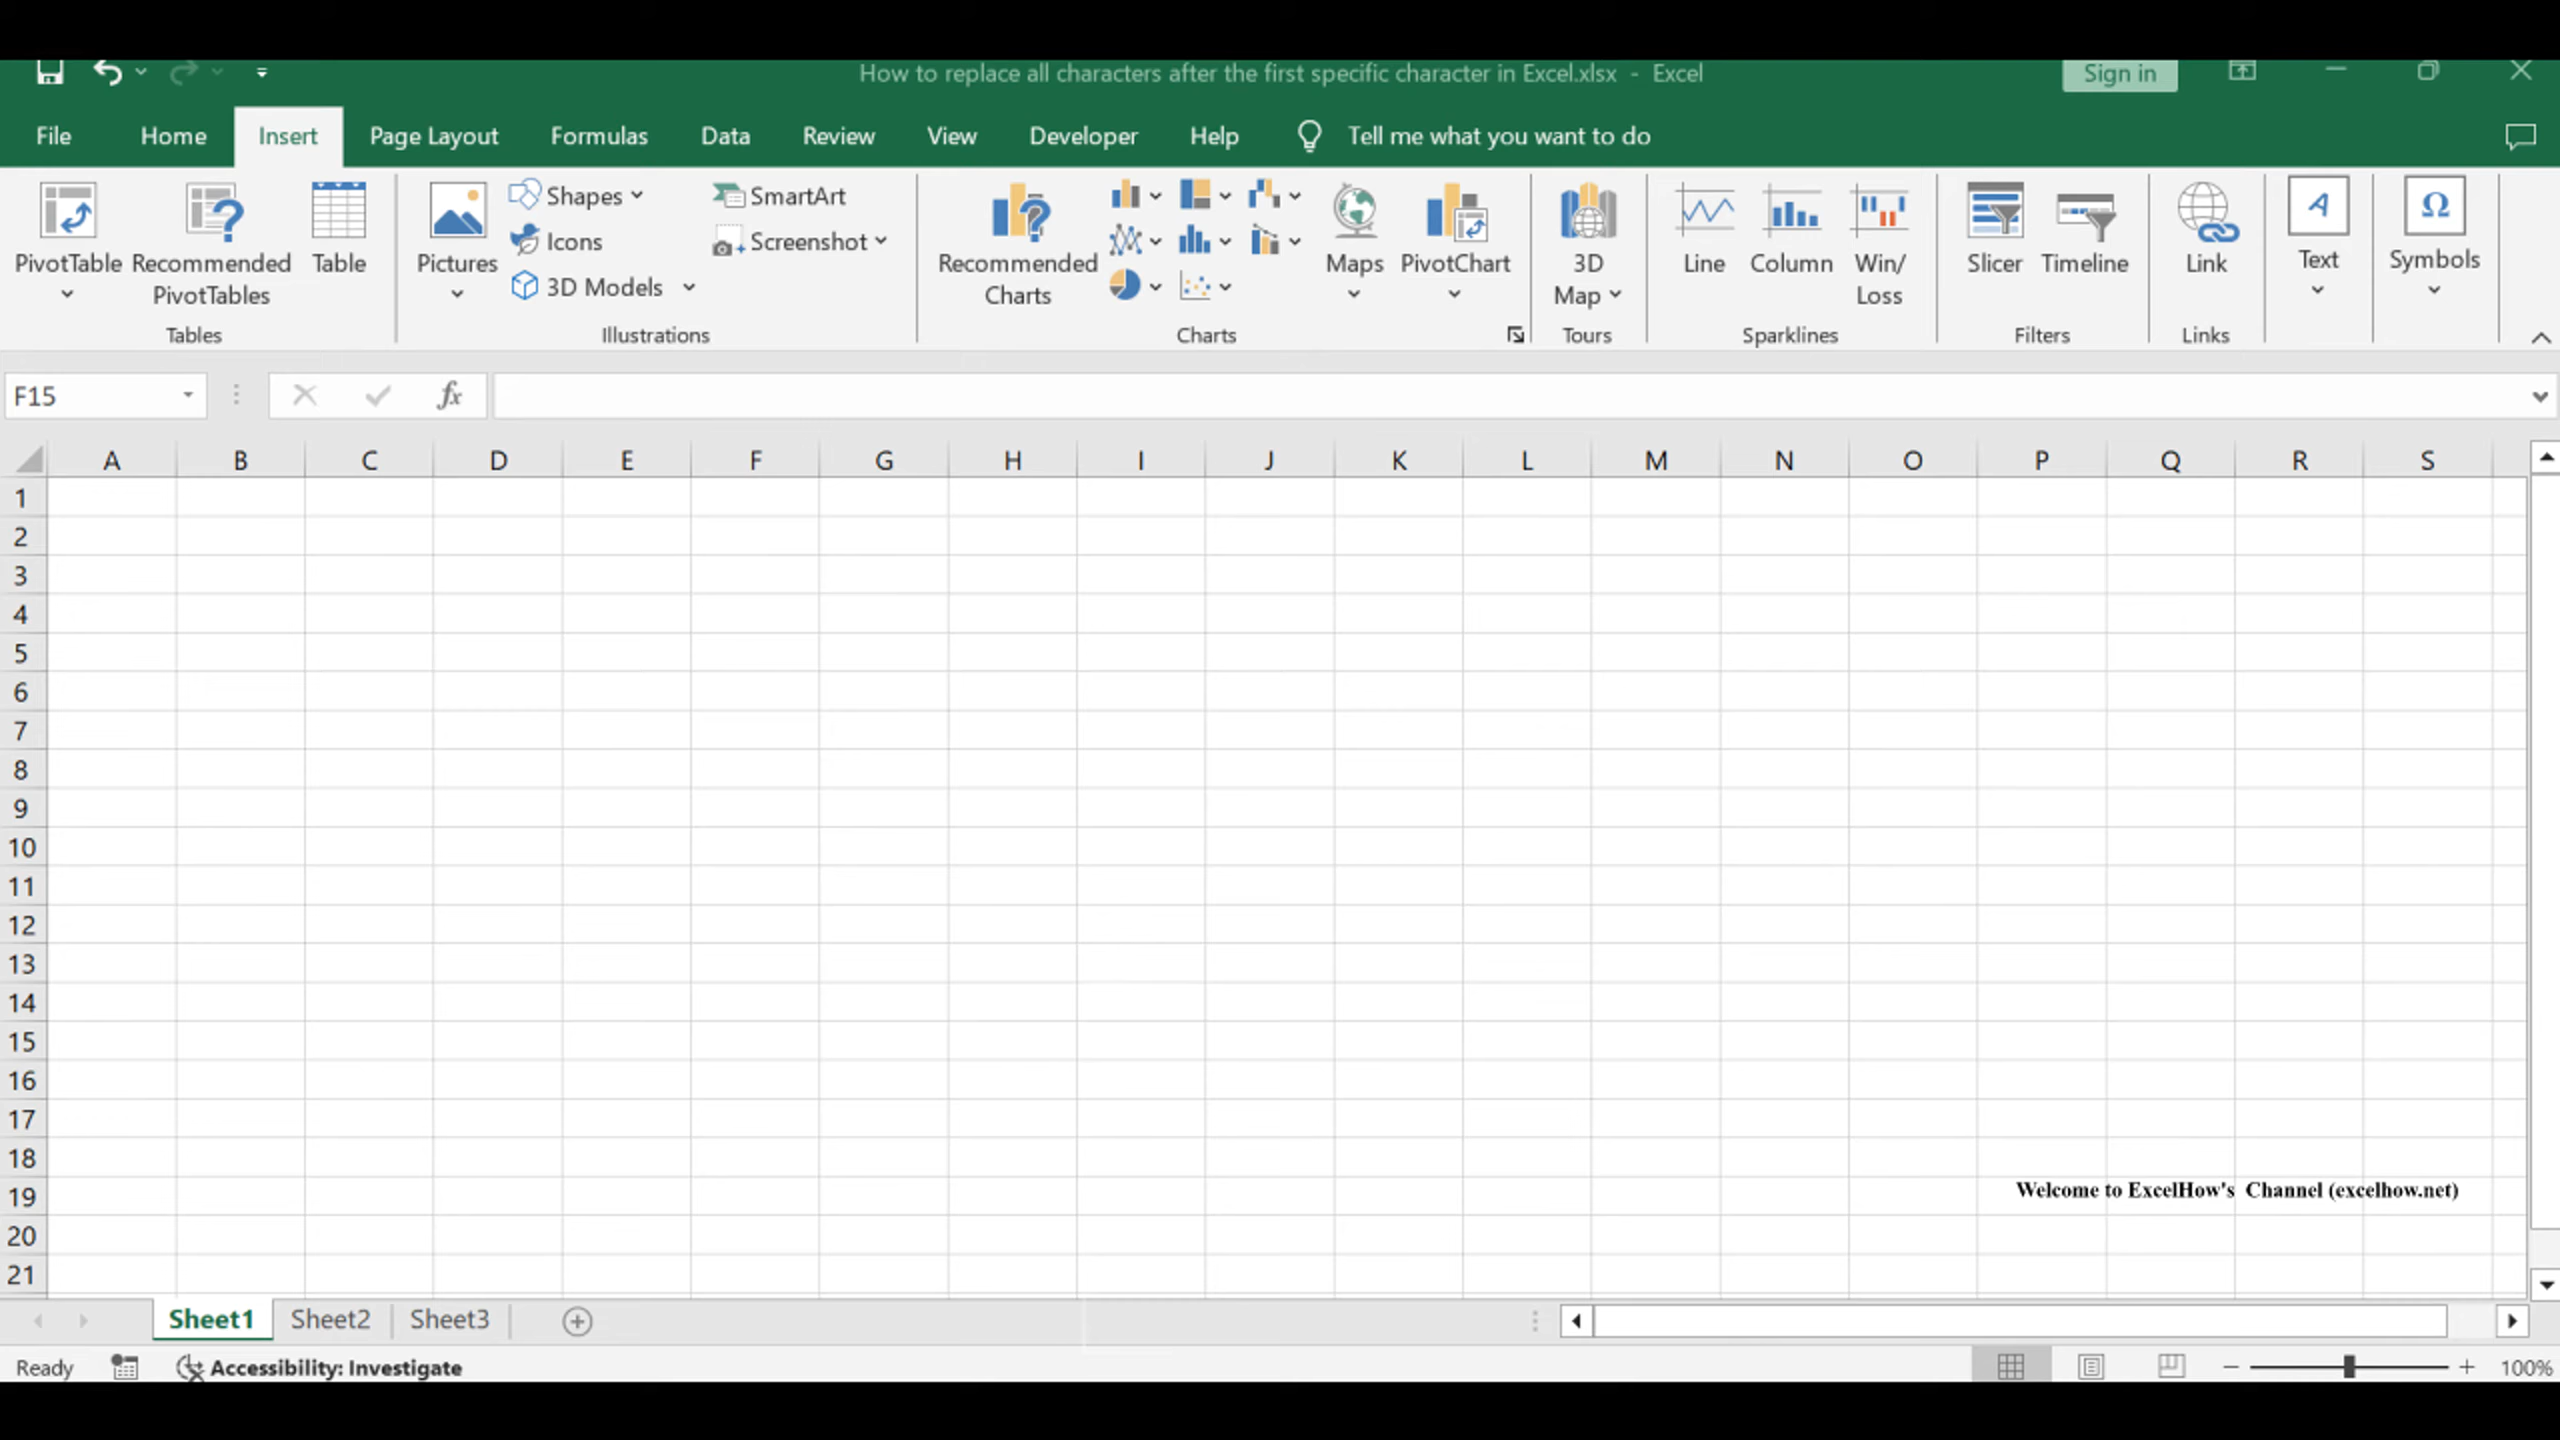 How to replace all characters after the first specific character in Excel.xlsx - Excel
Sign in
File Home Insert Page Layout Formulas Data Review View Developer Help Tell me what you want to do
PivotTable
Recommended
PivotTables
Table
Tables
Pictures
Shapes
Icons
3D Models
SmartArt
Screenshot
Illustrations
Recommended
Charts
Maps
PivotChart
Charts
3D
Map
Tours
Line
Column
Win/
Loss
Sparklines
Slicer
Timeline
Filters
Link
Links
A
Text
Ω
Symbols
F15
fx
A B C D E F G H I J K L M N O P Q R S
1
2
3
4
5
6
7
8
9
10
11
12
13
14
15
16
17
18
19
Welcome to ExcelHow's Channel (excelhow.net)
20
21
Sheet1 Sheet2 Sheet3
Ready
Accessibility: Investigate
100%